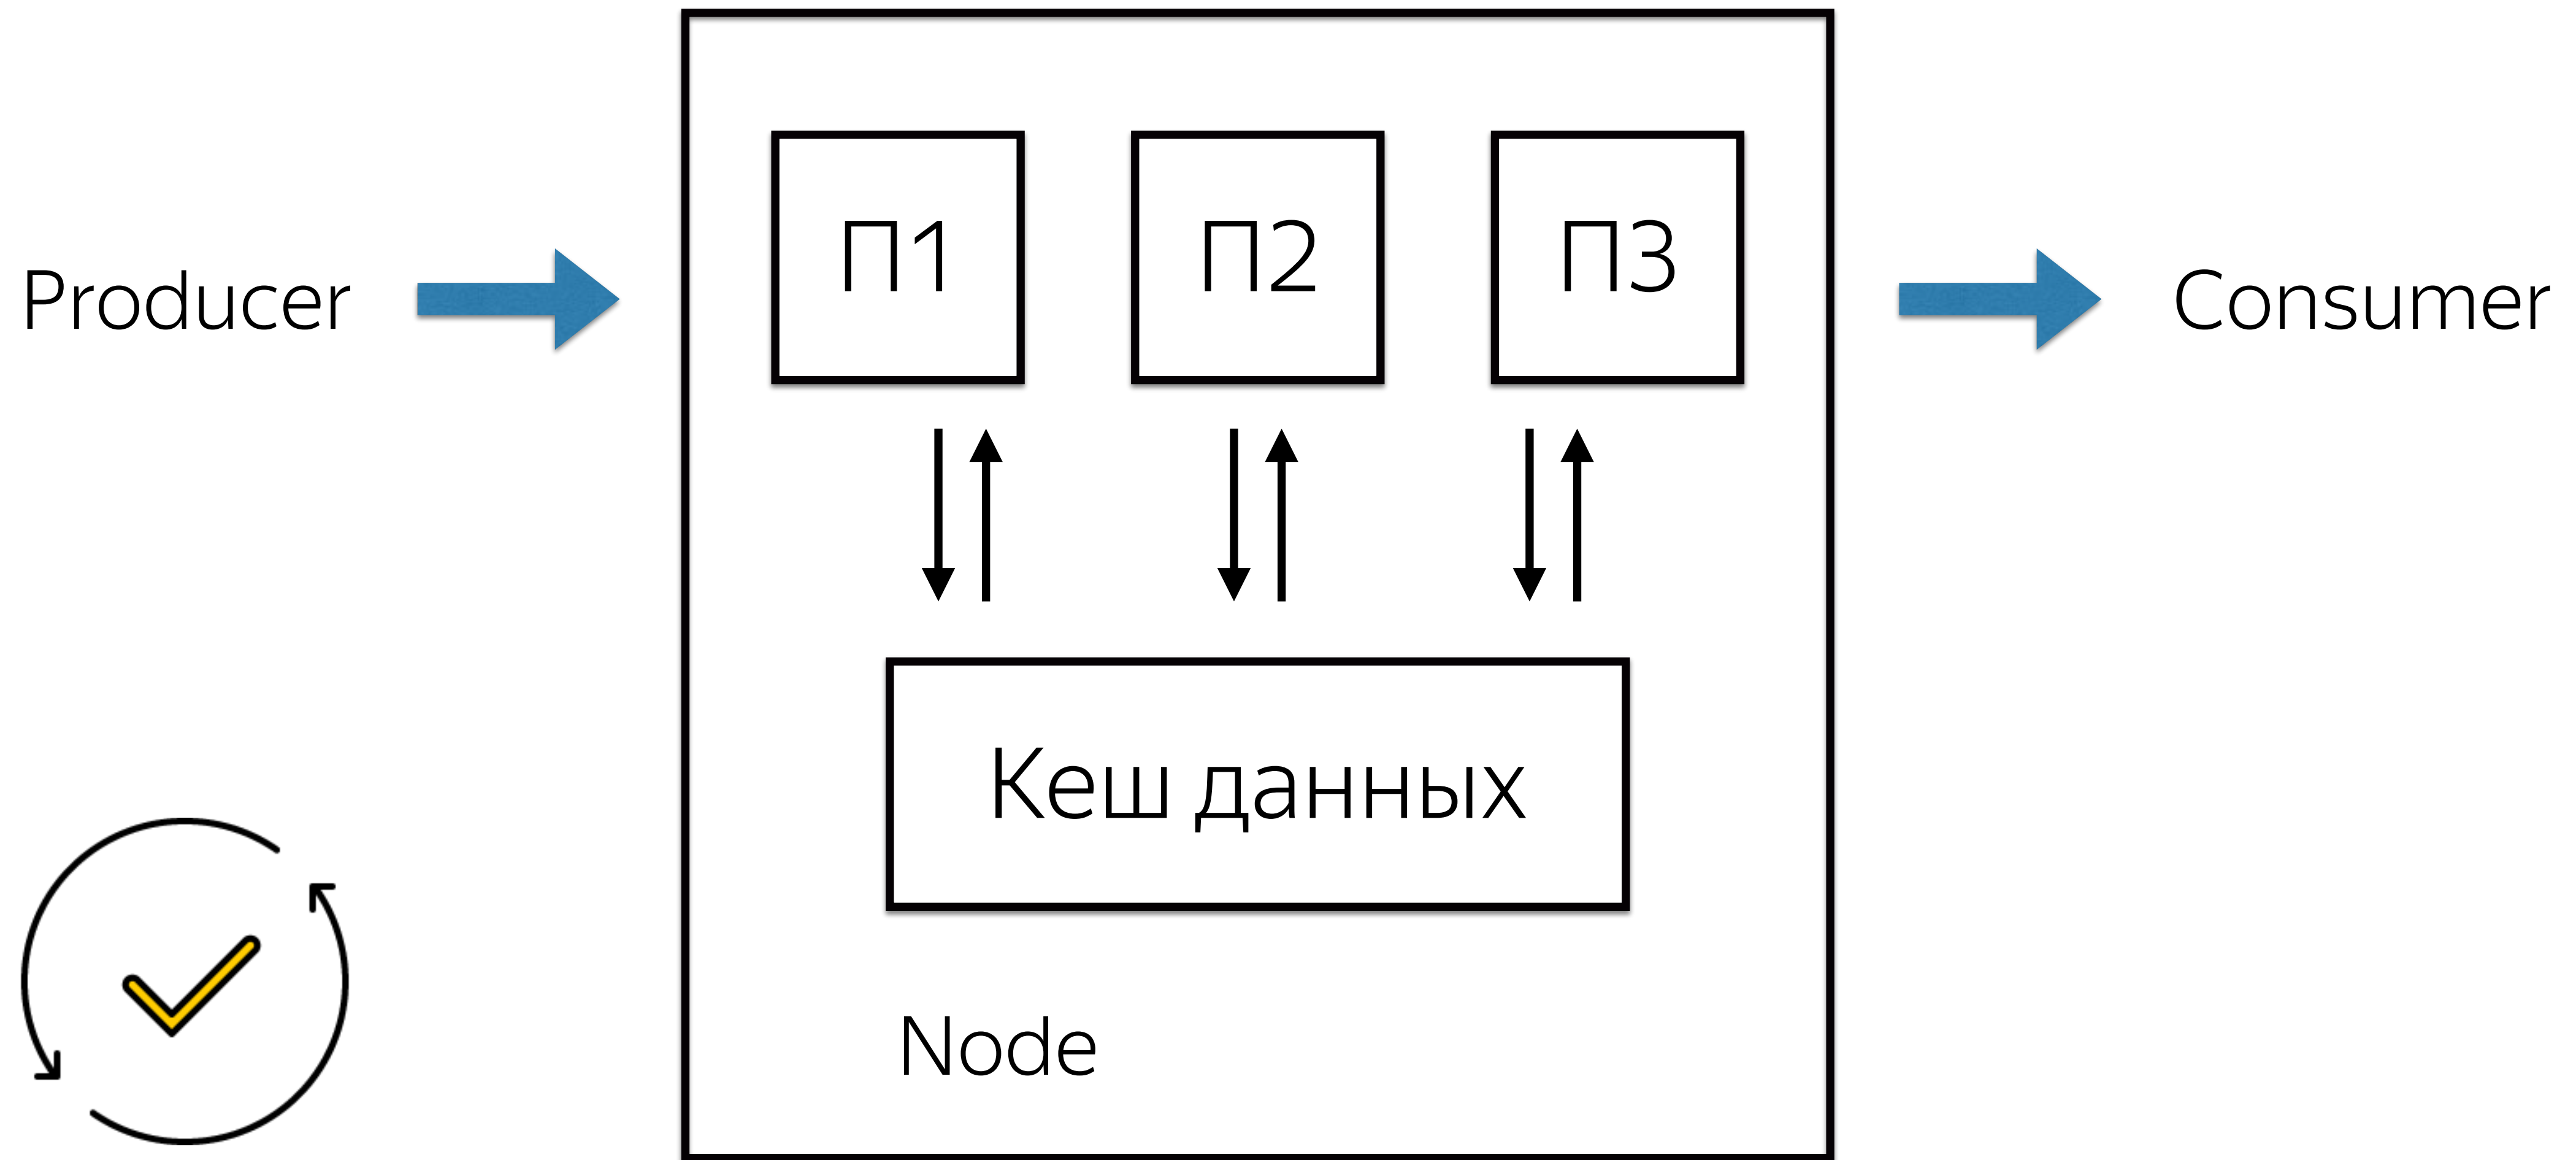 Producer
П1
П2
П3
Consumer
Кеш данных
Node